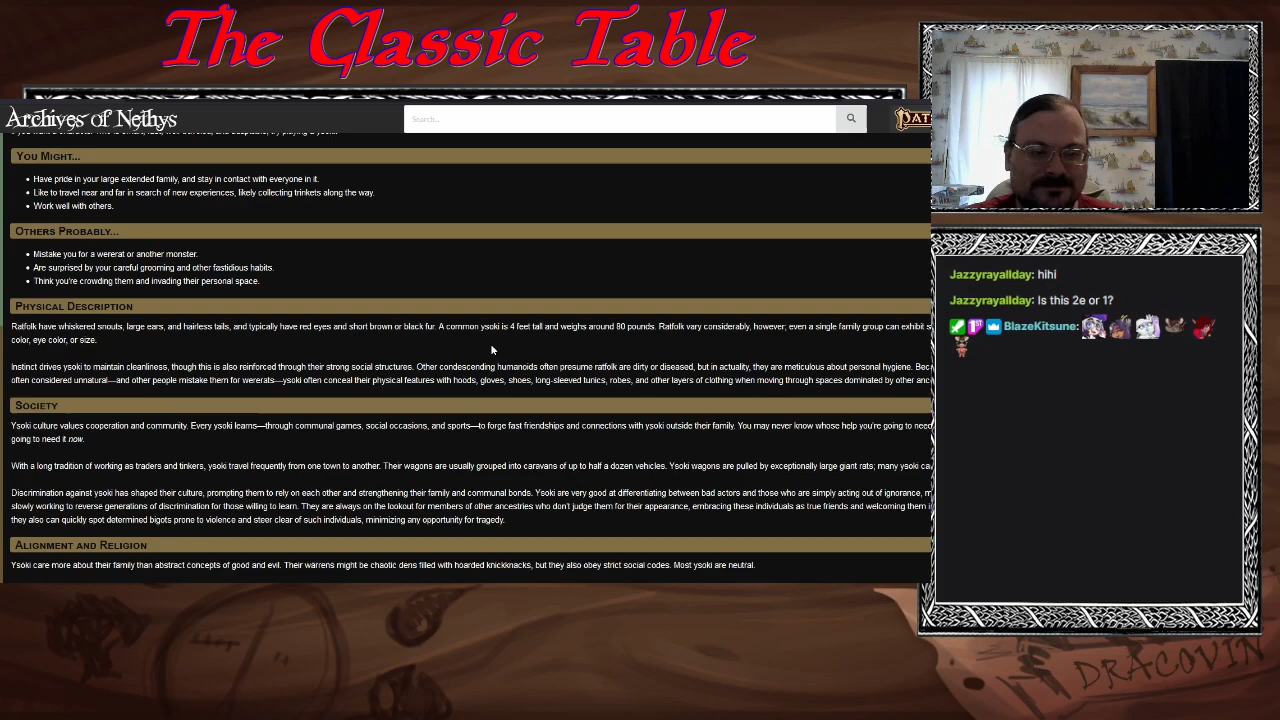 The Classic Table
Archives of Nethys
Search...
PAT
You Might...
• Have pride in your large extended family, and stay in contact with everyone in it.
• Like to travel near and far in search of new experiences, likely collecting trinkets along the way.
• Work well with others.
Others Probably...
• Mistake you for a wererat or another monster.
• Are surprised by your careful grooming and other fastidious habits.
• Think you're crowding them and invading their personal space.
Physical Description
Ratfolk have whiskered snouts, large ears, and hairless tails, and typically have red eyes and short brown or black fur. A common ysoki is 4 feet tall and weighs around 80 pounds. Ratfolk vary considerably, however; even a single family group can exhibit s
color, eye color, or size.
Instinct drives ysoki to maintain cleanliness, though this is also reinforced through their strong social structures. Other condescending humanoids often presume ratfolk are dirty or diseased, but in actuality, they are meticulous about personal hygiene. Bec
often considered unnatural—and other people mistake them for wererats—ysoki often conceal their physical features with hoods, gloves, shoes, long-sleeved tunics, robes, and other layers of clothing when moving through spaces dominated by other anc
Society
Ysoki culture values cooperation and community. Every ysoki learns—through communal games, social occasions, and sports—to forge fast friendships and connections with ysoki outside their family. You may never know whose help you're going to need
going to need it now.
With a long tradition of working as traders and tinkers, ysoki travel frequently from one town to another. Their wagons are usually grouped into caravans of up to half a dozen vehicles. Ysoki wagons are pulled by exceptionally large giant rats; many ysoki ca
Discrimination against ysoki has shaped their culture, prompting them to rely on each other and strengthening their family and communal bonds. Ysoki are very good at differentiating between bad actors and those who are simply acting out of ignorance, m
slowly working to reverse generations of discrimination for those willing to learn. They are always on the lookout for members of other ancestries who don't judge them for their appearance, embracing these individuals as true friends and welcoming them i
they also can quickly spot determined bigots prone to violence and steer clear of such individuals, minimizing any opportunity for tragedy.
Alignment and Religion
Ysoki care more about their family than abstract concepts of good and evil. Their warrens might be chaotic dens filled with hoarded knickknacks, but they also obey strict social codes. Most ysoki are neutral.
Jazzyrayallday: hihi
Jazzyrayallday: Is this 2e or 1?
1ST BlazeKitsune:
DRACOVIN